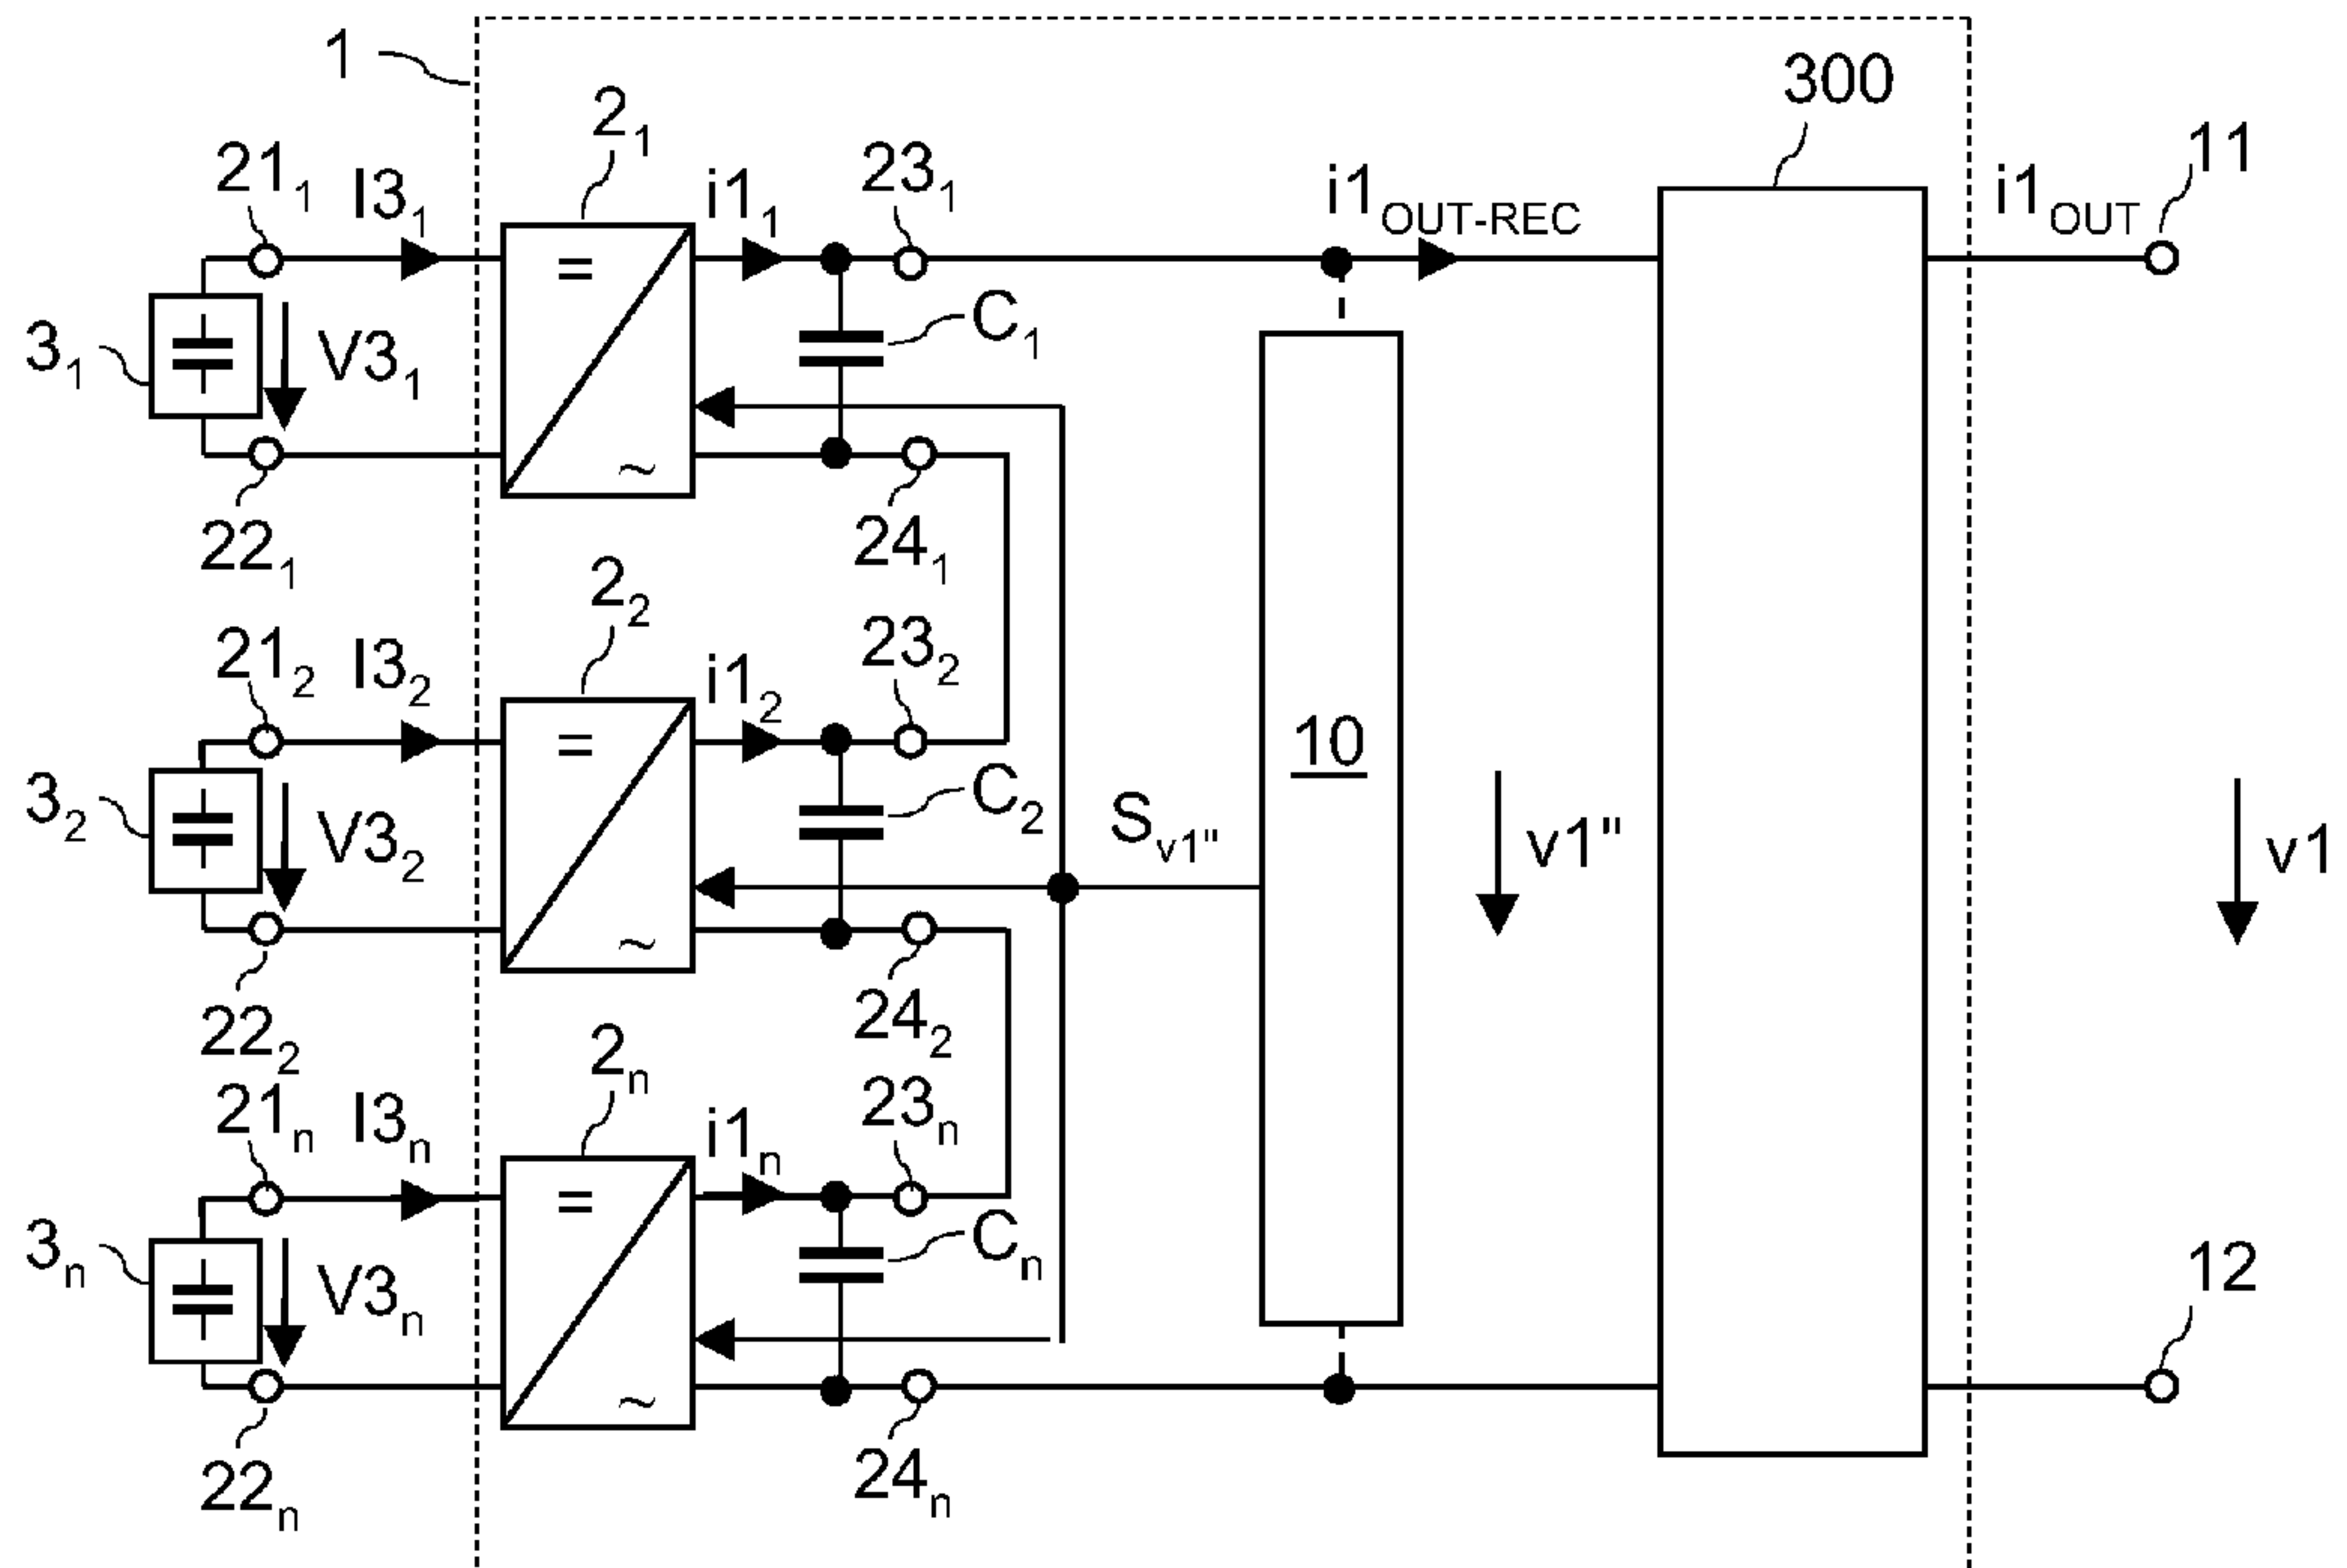 1
300
2₁
21₁ I3₁ i1₁ 23₁ i1OUT-REC i1OUT 11
=
3₁ V3₁ C₁
~
22₁ 24₁
2₂
21₂ I3₂ i1₂ 23₂
=
10
3₂ V3₂ C₂ Sv1" v1" v1
~
22₂ 24₂
2n
21n I3n i1n 23n
=
3n V3n Cn 12
~
22n 24n